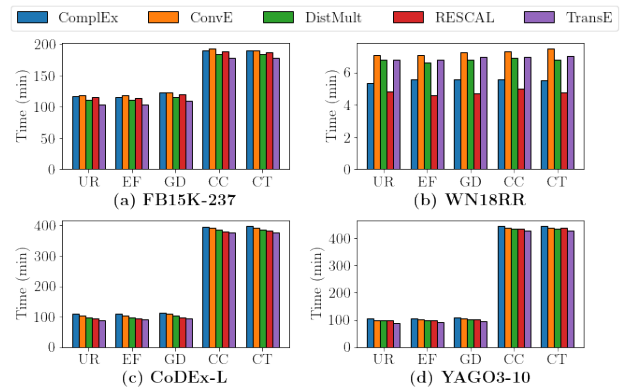 ComplEx ConvE DistMult RESCAL TransE
200
150
100
50
0
Time (min)
UR EF GD CC CT
(a) FB15K-237
6
4
2
0
Time (min)
UR EF GD CC CT
(b) WN18RR
400
300
200
100
0
Time (min)
UR EF GD CC CT
(c) CoDEx-L
400
300
200
100
0
Time (min)
UR EF GD CC CT
(d) YAGO3-10